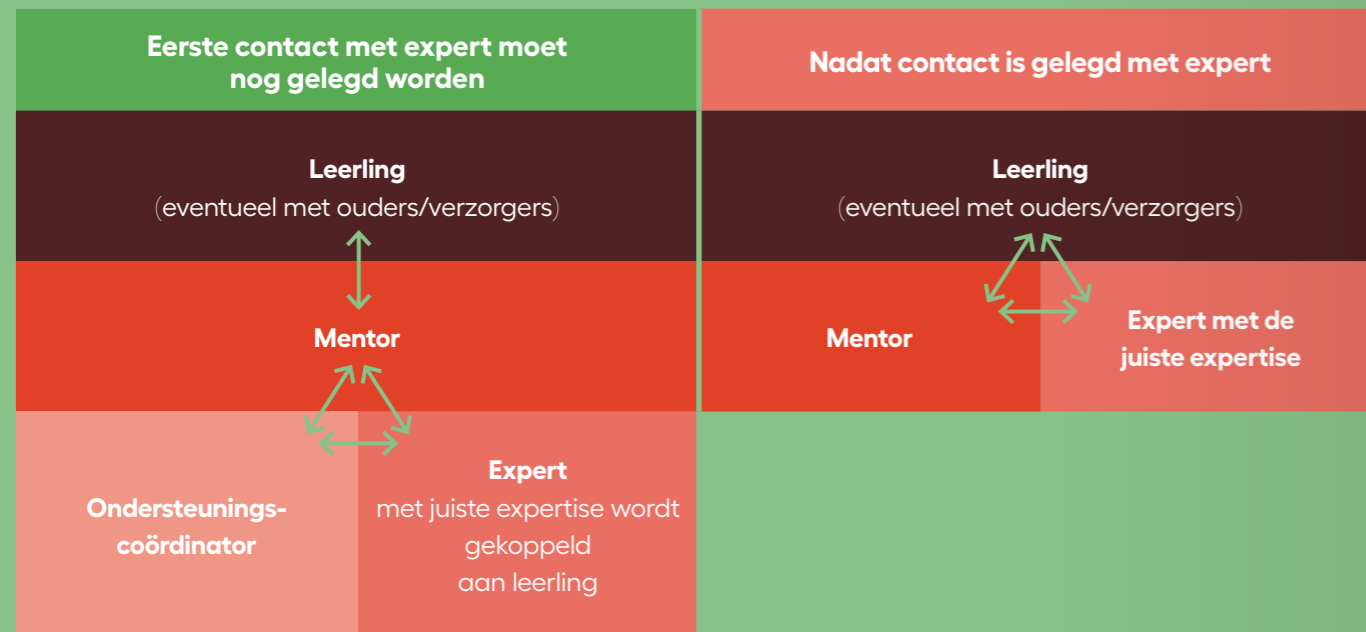 Eerste contact met expert moet
nog gelegd worden
Leerling
(eventueel met ouders/verzorgers)
Mentor
Ondersteunings-
coördinator
Expert
met juiste expertise wordt
gekoppeld
aan leerling
Nadat contact is gelegd met expert
Leerling
(eventueel met ouders/verzorgers)
Mentor
Expert met de
juiste expertise